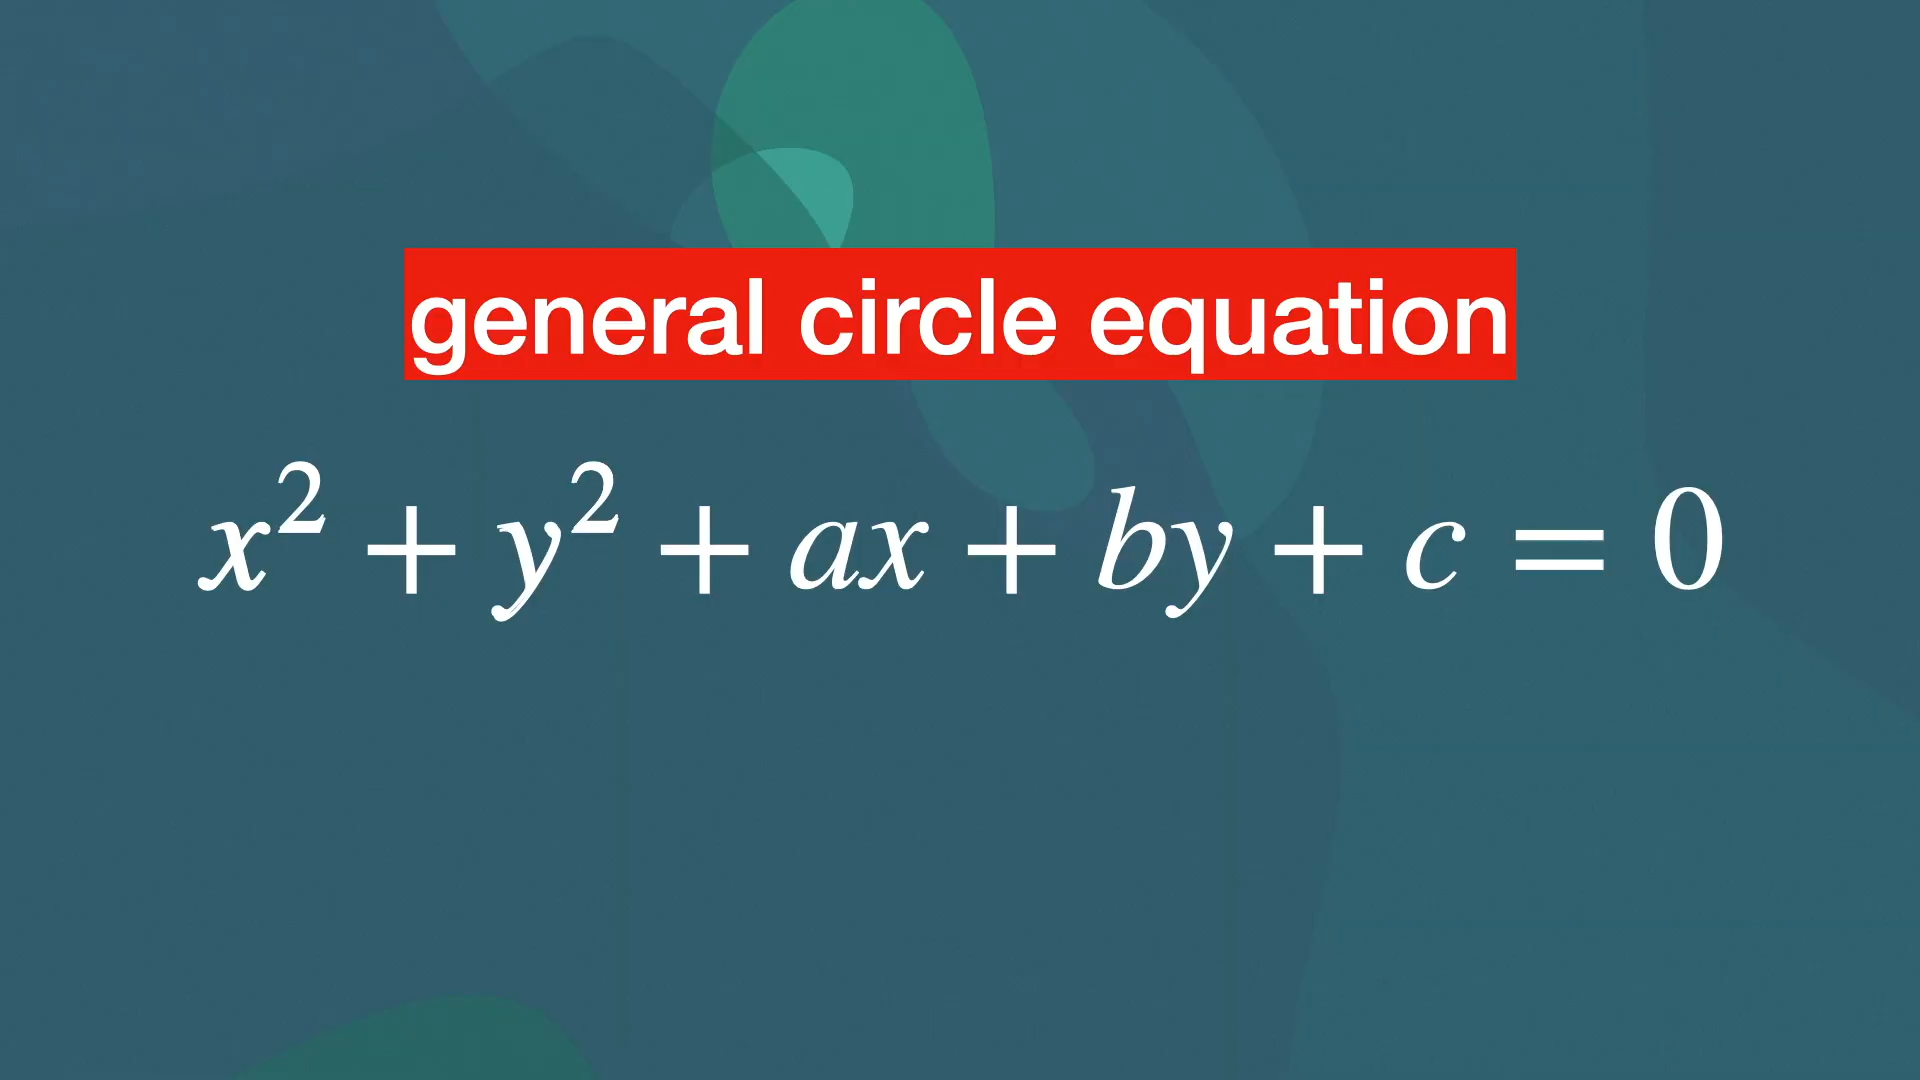 general circle equation
x² + y² + ax + by + c = 0